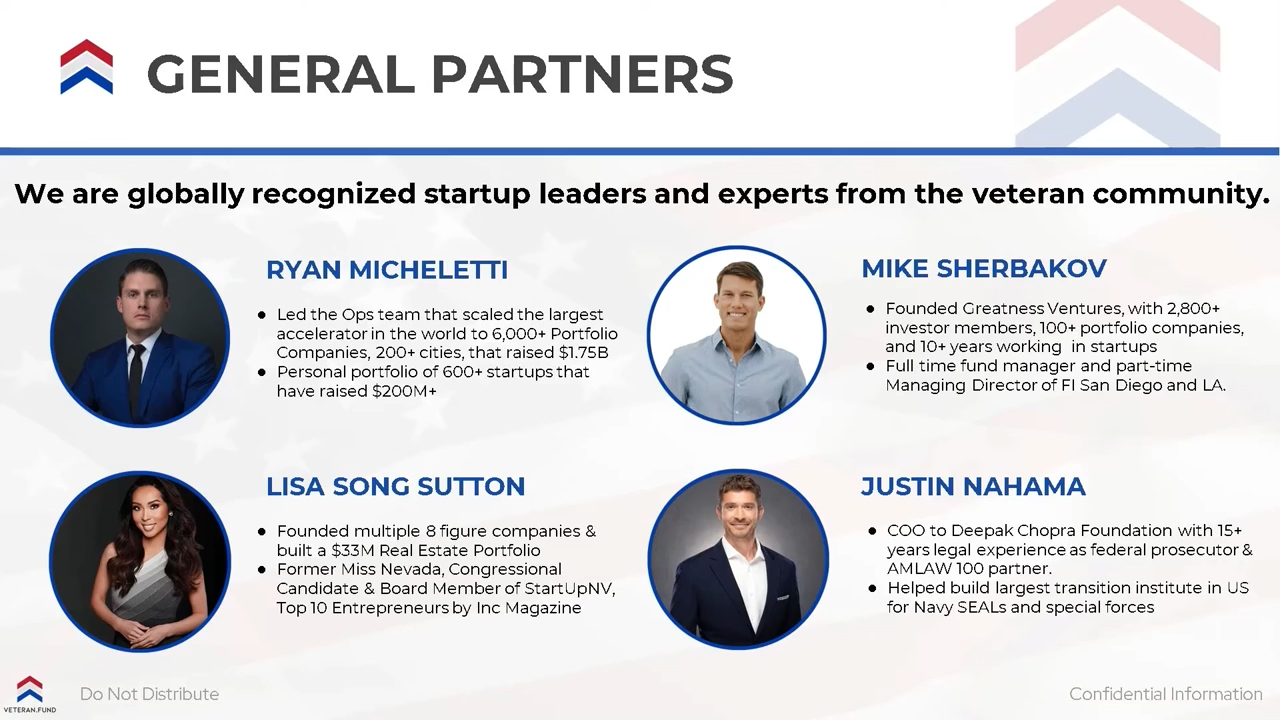 GENERAL PARTNERS
We are globally recognized startup leaders and experts from the veteran community.
RYAN MICHELETTI
● Led the Ops team that scaled the largest
accelerator in the world to 6,000+ Portfolio
Companies, 200+ cities, that raised $1.75B
● Personal portfolio of 600+ startups that
have raised $200M+
MIKE SHERBAKOV
● Founded Greatness Ventures, with 2,800+
investor members, 100+ portfolio companies,
and 10+ years working in startups
● Full time fund manager and part-time
Managing Director of FI San Diego and LA.
LISA SONG SUTTON
● Founded multiple 8 figure companies &
built a $33M Real Estate Portfolio
● Former Miss Nevada, Congressional
Candidate & Board Member of StartUpNV,
Top 10 Entrepreneurs by Inc Magazine
JUSTIN NAHAMA
● COO to Deepak Chopra Foundation with 15+
years legal experience as federal prosecutor &
AMLAW 100 partner.
● Helped build largest transition institute in US
for Navy SEALs and special forces
VETERAN.FUND
Do Not Distribute
Confidential Information